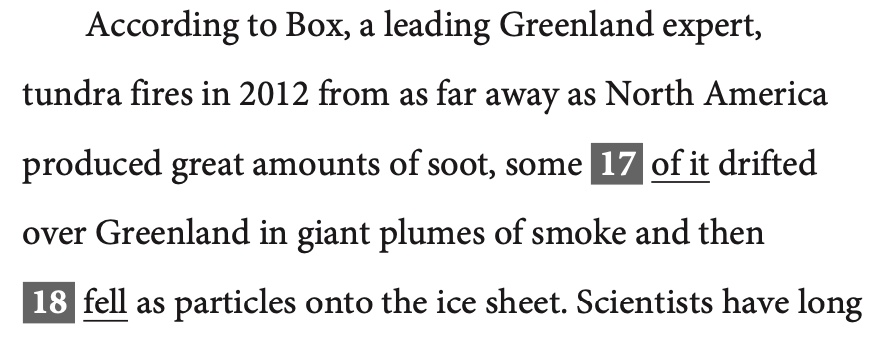 According to Box, a leading Greenland expert,
tundra fires in 2012 from as far away as North America
produced great amounts of soot, some 17 of it drifted
over Greenland in giant plumes of smoke and then
18 fell as particles onto the ice sheet. Scientists have long